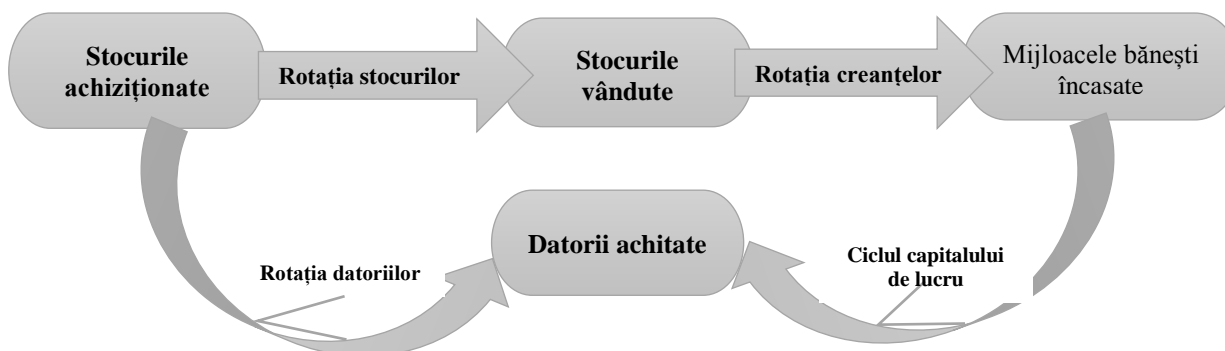 Stocurile
achiziționate
Rotația stocurilor
Stocurile
vândute
Rotația creanțelor
Mijloacele bănești
încasate
Datorii achitate
Rotația datoriilor
Ciclul capitalului
de lucru